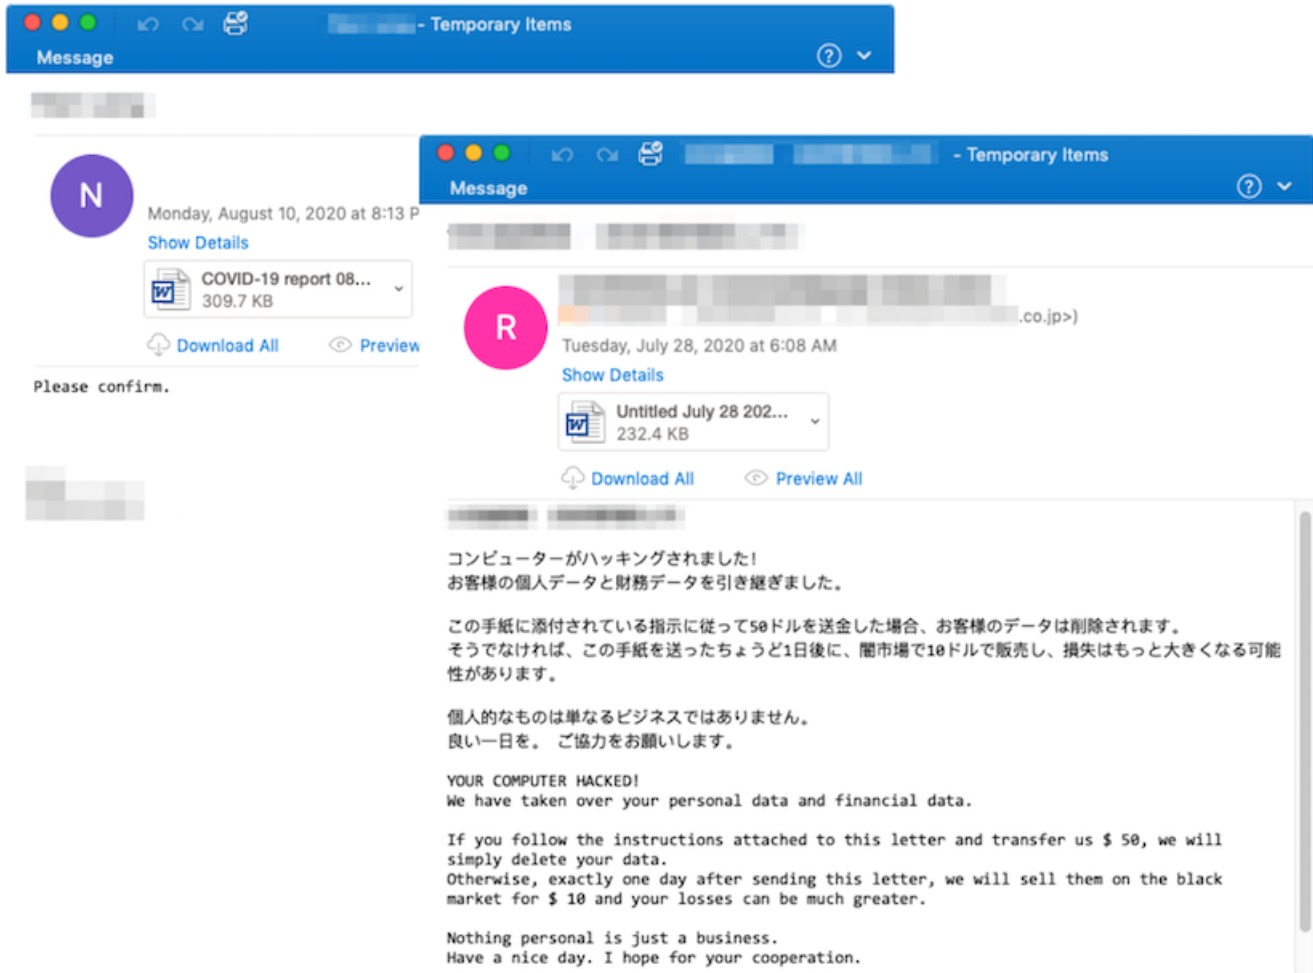 - Temporary Items
Message
N
Monday, August 10, 2020 at 8:13 P
Show Details
COVID-19 report 08...
309.7 KB
Download All Preview
Please confirm.
- Temporary Items
Message
R
.co.jp>)
Tuesday, July 28, 2020 at 6:08 AM
Show Details
Untitled July 28 202...
232.4 KB
Download All Preview All
コンピューターがハッキングされました!
お客様の個人データと財務データを引き継ぎました。
この手紙に添付されている指示に従って50ドルを送金した場合、お客様のデータは削除されます。
そうでなければ、この手紙を送ったちょうど1日後に、闇市場で10ドルで販売し、損失はもっと大きくなる可能
性があります。
個人的なものは単なるビジネスではありません。
良い一日を。 ご協力をお願いします。
YOUR COMPUTER HACKED!
We have taken over your personal data and financial data.
If you follow the instructions attached to this letter and transfer us $ 50, we will
simply delete your data.
Otherwise, exactly one day after sending this letter, we will sell them on the black
market for $ 10 and your losses can be much greater.
Nothing personal is just a business.
Have a nice day. I hope for your cooperation.